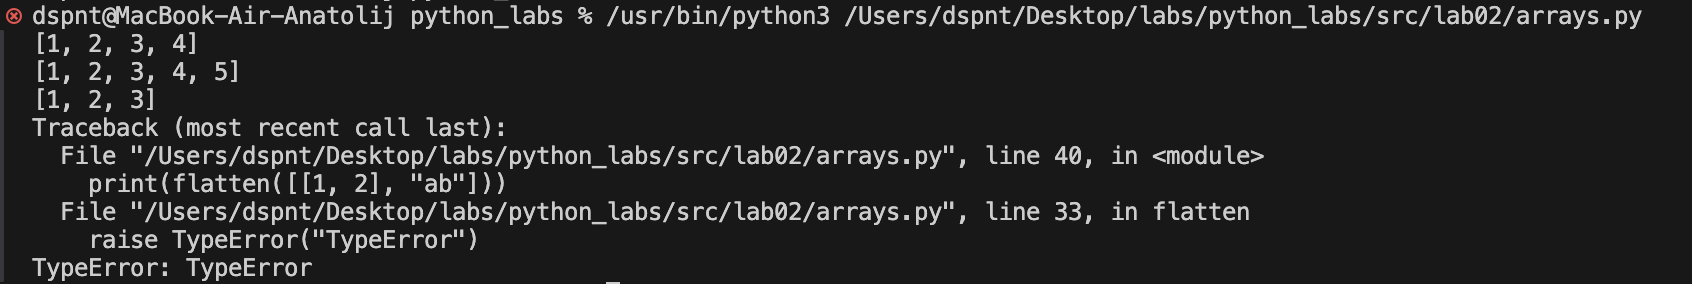 dspnt@MacBook-Air-Anatolij python_labs % /usr/bin/python3 /Users/dspnt/Desktop/labs/python_labs/src/lab02/arrays.py
[1, 2, 3, 4]
[1, 2, 3, 4, 5]
[1, 2, 3]
Traceback (most recent call last):
  File "/Users/dspnt/Desktop/labs/python_labs/src/lab02/arrays.py", line 40, in <module>
    print(flatten([[1, 2], "ab"]))
  File "/Users/dspnt/Desktop/labs/python_labs/src/lab02/arrays.py", line 33, in flatten
    raise TypeError("TypeError")
TypeError: TypeError